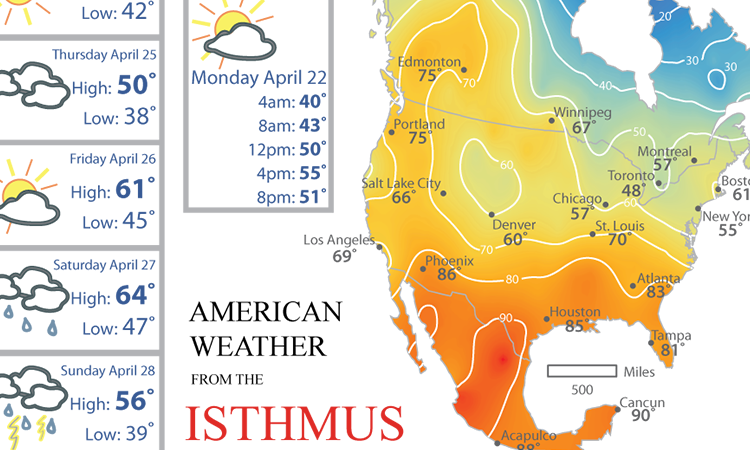 Low: 42°
Thursday April 25
High: 50°
Low: 38°
Friday April 26
High: 61°
Low: 45°
Saturday April 27
High: 64°
Low: 47°
Sunday April 28
High: 56°
Low: 39°
Monday April 22
4am: 40°
8am: 43°
12pm: 50°
4pm: 55°
8pm: 51°
AMERICAN
WEATHER
FROM THE
ISTHMUS
20
30
30
40
Edmonton
75°
70
Winnipeg
67°
Portland
75°
50
Montreal
57°
60
Toronto
48°
Salt Lake City
66°
Chicago
57°
60
Bosto
61
New Yor
55°
Denver
60°
St. Louis
70°
Los Angeles
69°
70
Phoenix
86°
80
Atlanta
83°
90
Houston
85°
Tampa
81°
Miles
500
Cancun
90°
Acapulco
88°